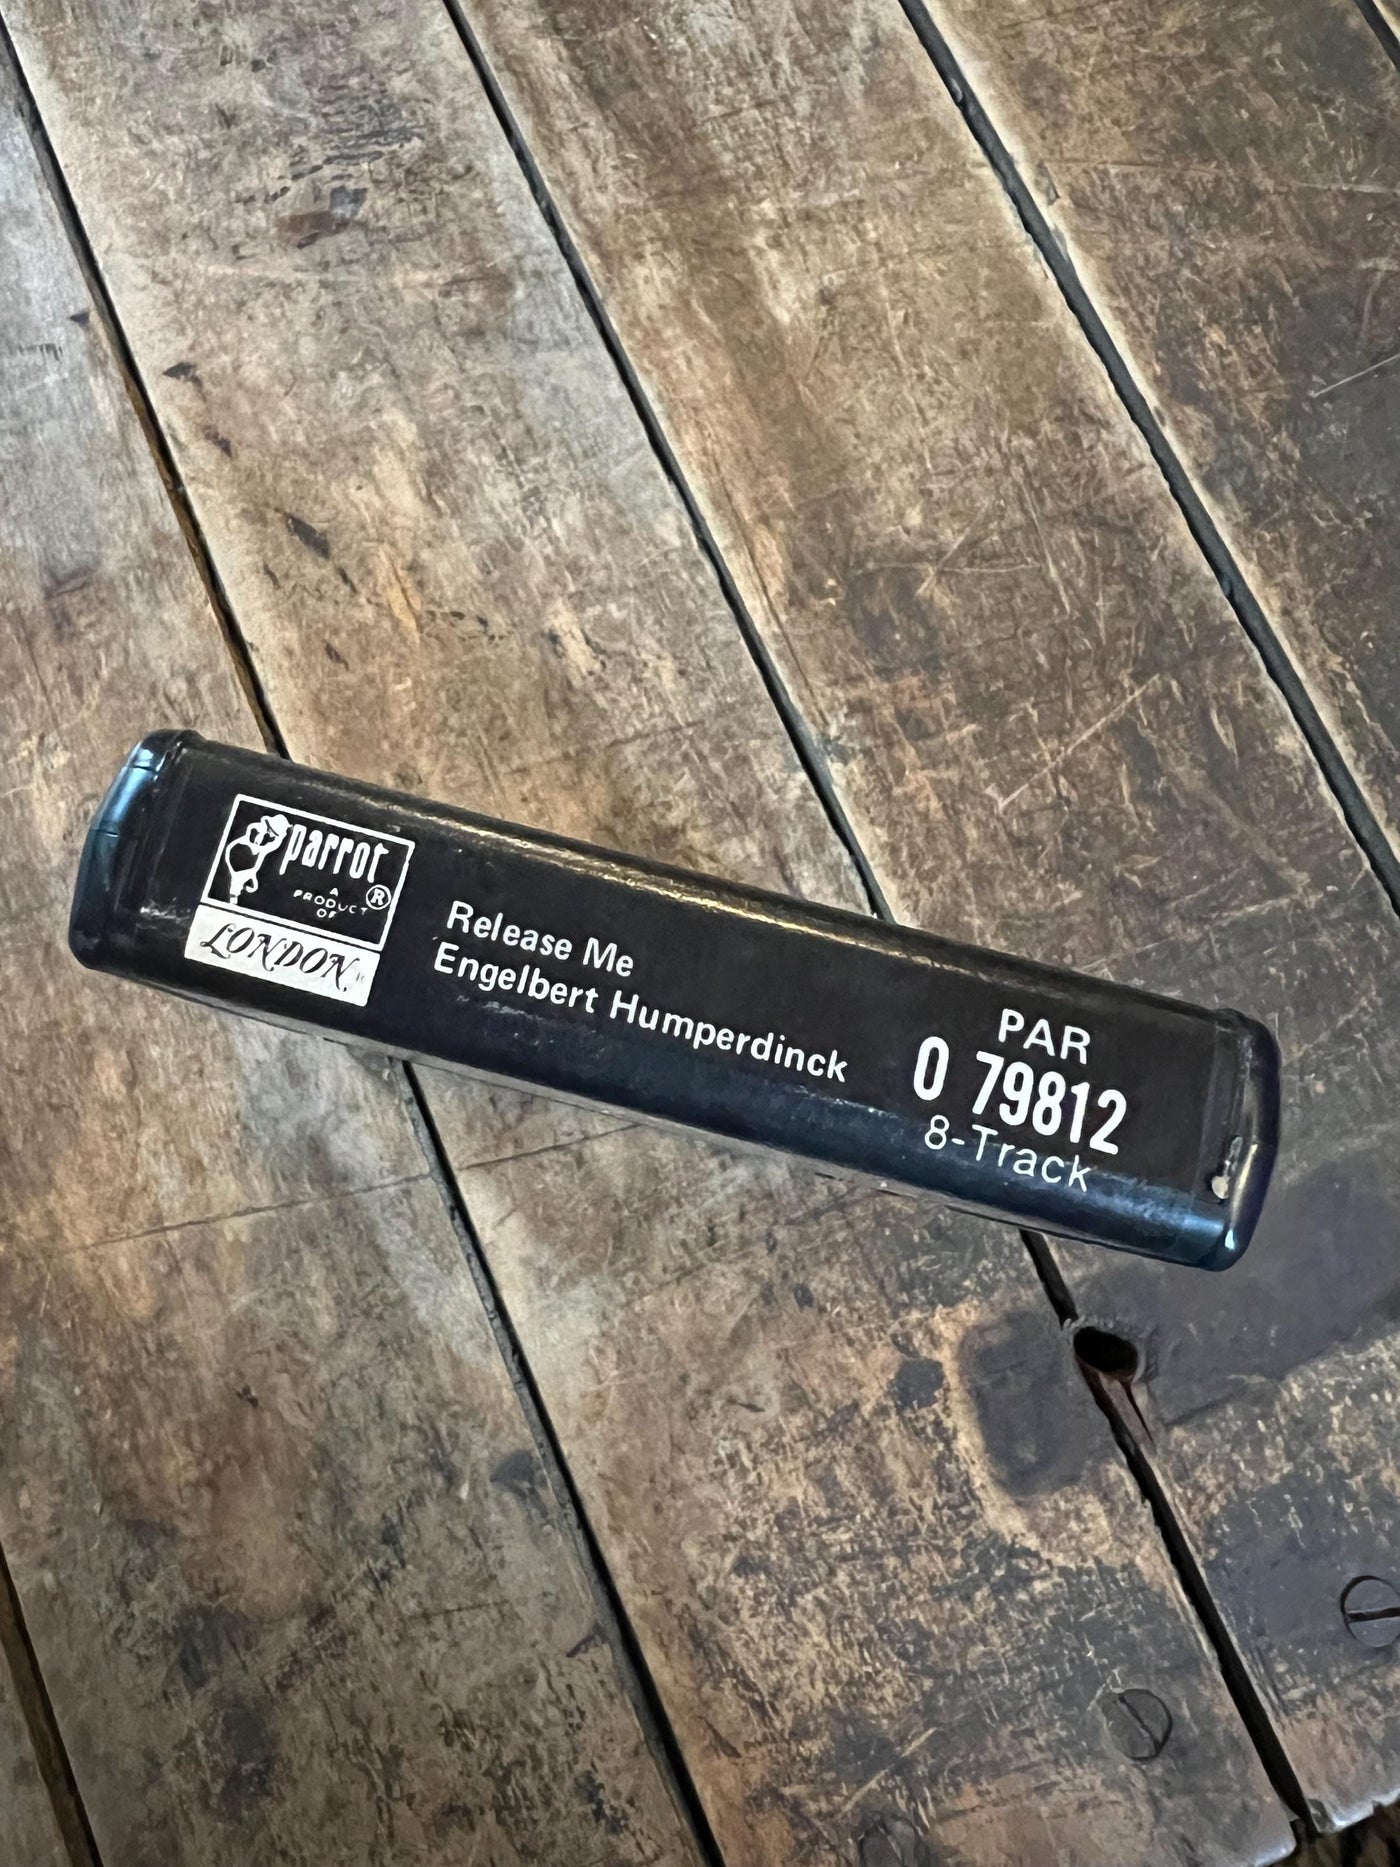 parrot
®
A
PRODUCT
OF
LONDON
Release Me
Engelbert Humperdinck
PAR
0 79812
8-Track